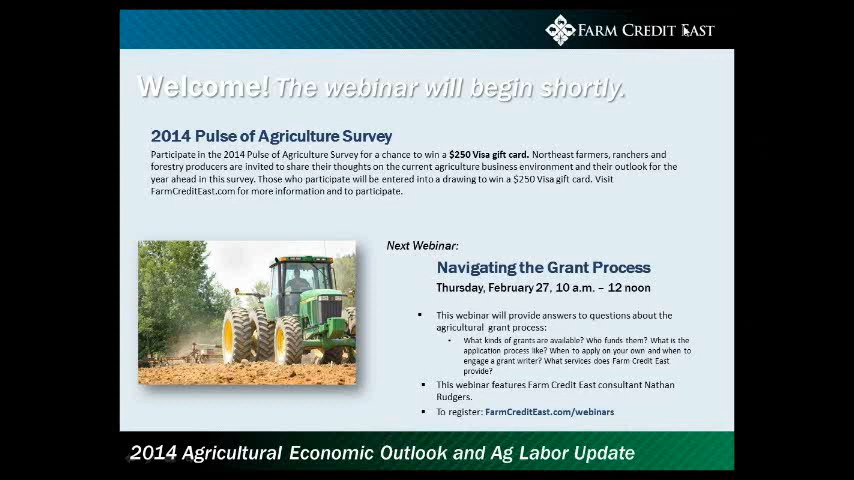 FARM CREDIT EAST
Welcome! The webinar will begin shortly.
2014 Pulse of Agriculture Survey
Participate in the 2014 Pulse of Agriculture Survey for a chance to win a $250 Visa gift card. Northeast farmers, ranchers and
forestry producers are invited to share their thoughts on the current agriculture business environment and their outlook for the
year ahead in this survey. Those who participate will be entered into a drawing to win a $250 Visa gift card. Visit
FarmCreditEast.com for more information and to participate.
Next Webinar:
Navigating the Grant Process
Thursday, February 27, 10 a.m. – 12 noon
▪ This webinar will provide answers to questions about the
agricultural grant process:
• What kinds of grants are available? Who funds them? What is the
application process like? When to apply on your own and when to
engage a grant writer? What services does Farm Credit East
provide?
▪ This webinar features Farm Credit East consultant Nathan
Rudgers.
▪ To register: FarmCreditEast.com/webinars
2014 Agricultural Economic Outlook and Ag Labor Update